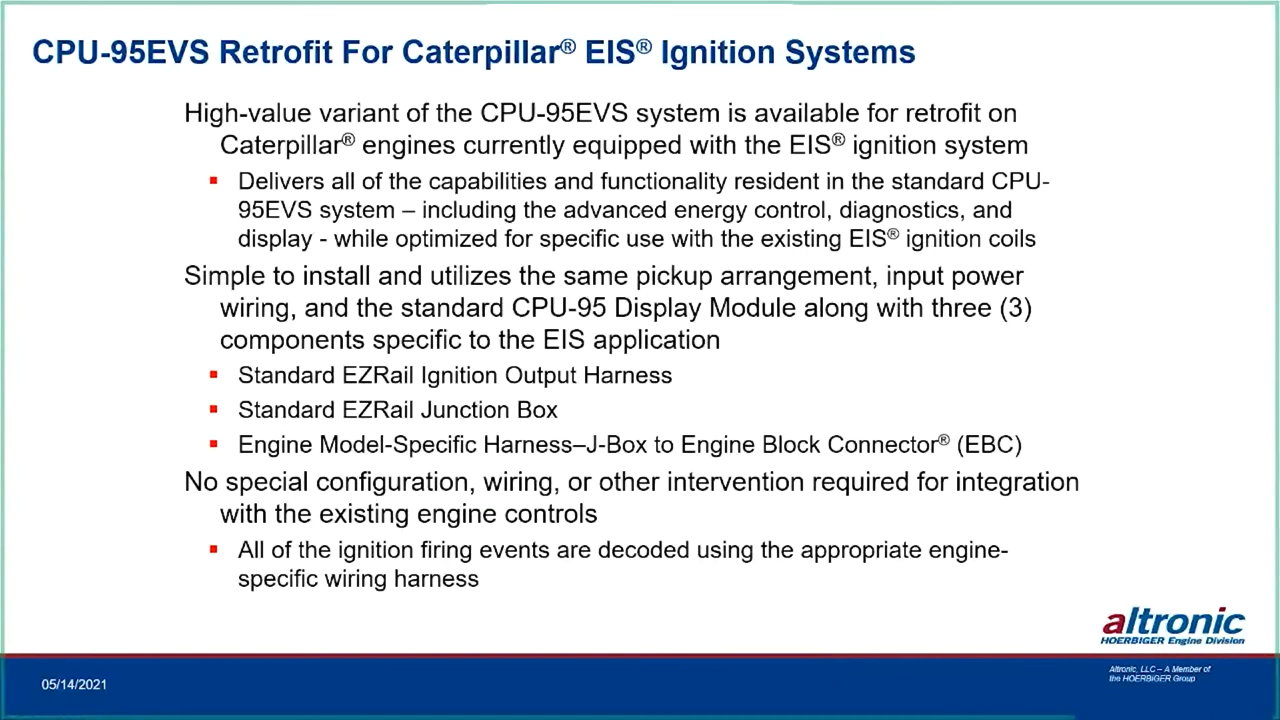 CPU-95EVS Retrofit For Caterpillar® EIS® Ignition Systems
High-value variant of the CPU-95EVS system is available for retrofit on
Caterpillar® engines currently equipped with the EIS® ignition system
▪ Delivers all of the capabilities and functionality resident in the standard CPU-
95EVS system – including the advanced energy control, diagnostics, and
display - while optimized for specific use with the existing EIS® ignition coils
Simple to install and utilizes the same pickup arrangement, input power
wiring, and the standard CPU-95 Display Module along with three (3)
components specific to the EIS application
▪ Standard EZRail Ignition Output Harness
▪ Standard EZRail Junction Box
▪ Engine Model-Specific Harness–J-Box to Engine Block Connector® (EBC)
No special configuration, wiring, or other intervention required for integration
with the existing engine controls
▪ All of the ignition firing events are decoded using the appropriate engine-
specific wiring harness
altronic
HOERBIGER Engine Division
Altronic, LLC – A Member of
the HOERBIGER Group
05/14/2021